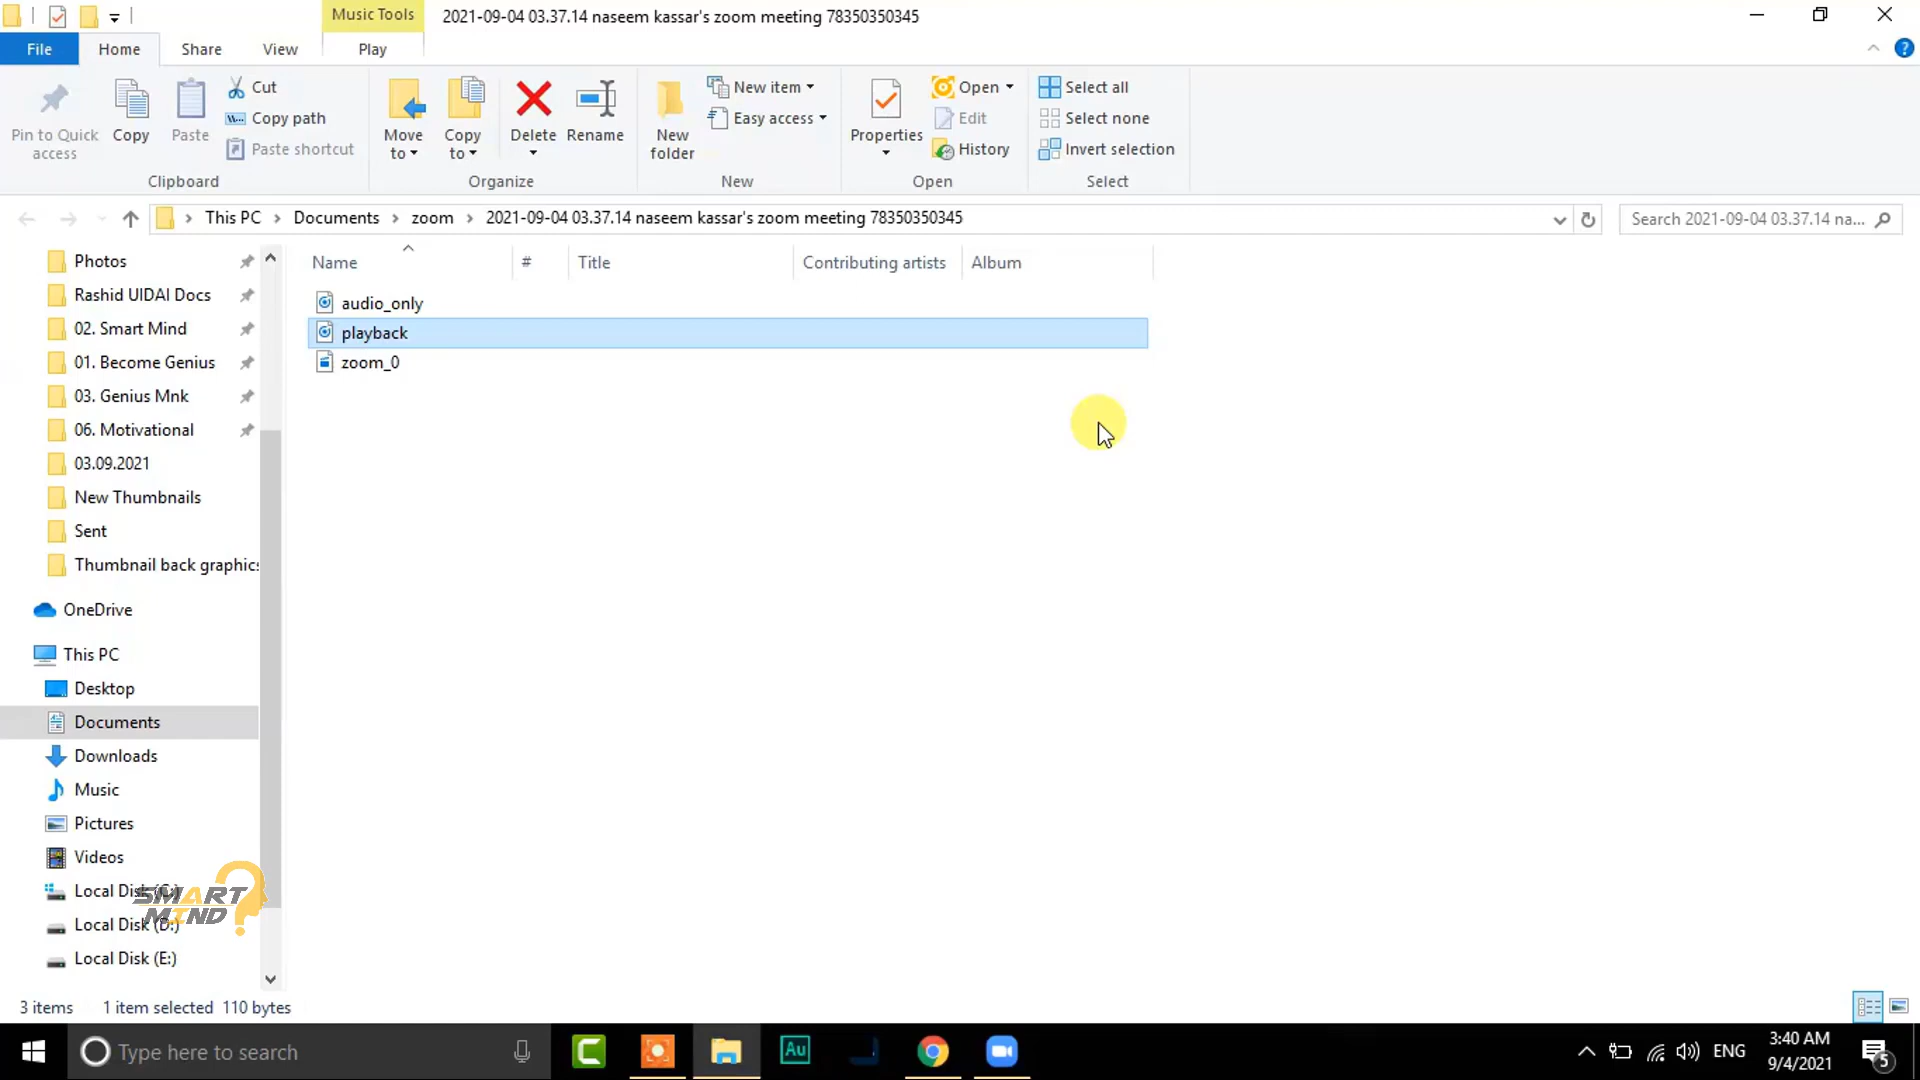 Music Tools
2021-09-04 03.37.14 naseem kassar's zoom meeting 78350350345
File Home Share View Play
Pin to Quick access
Copy
Paste
Cut
Copy path
Paste shortcut
Clipboard
Move to
Copy to
Delete
Rename
Organize
New folder
New item
Easy access
New
Properties
Open
Edit
History
Open
Select all
Select none
Invert selection
Select
This PC > Documents > zoom > 2021-09-04 03.37.14 naseem kassar's zoom meeting 78350350345
Search 2021-09-04 03.37.14 na...
Name # Title Contributing artists Album
audio_only
playback
zoom_0
Photos
Rashid UIDAI Docs
02. Smart Mind
01. Become Genius
03. Genius Mnk
06. Motivational
03.09.2021
New Thumbnails
Sent
Thumbnail back graphics
OneDrive
This PC
Desktop
Documents
Downloads
Music
Pictures
Videos
Local Disk (C:)
Local Disk (D:)
Local Disk (E:)
SMART
MIND
3 items 1 item selected 110 bytes
Type here to search
Au
ENG
3:40 AM
9/4/2021
5